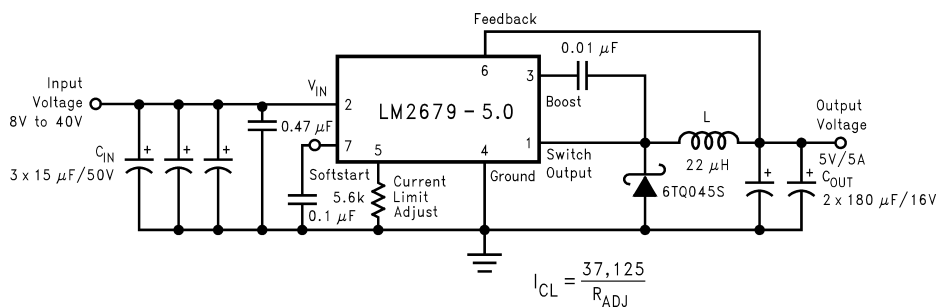 Feedback
0.01 μF
Input
Voltage
8V to 40V
V_IN
6
3
Boost
2
LM2679 – 5.0
L
Output
Voltage
0.47 μF
7
5
4
1
Switch
Output
22 μH
5V/5A
C_IN
3 x 15 μF/50V
+
+
+
Softstart
5.6k
0.1 μF
Current
Limit
Adjust
Ground
6TQ045S
+
+
C_OUT
2 x 180 μF/16V
I_CL = 37,125 / R_ADJ